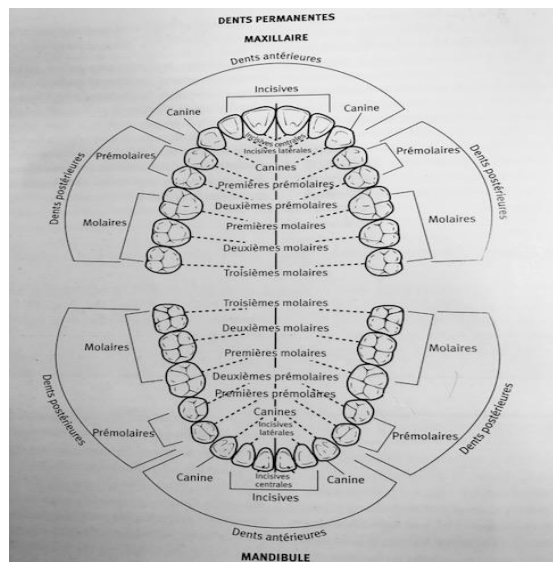 DENTS PERMANENTES
MAXILLAIRE
Dents antérieures
Incisives
Canine
Canine
Incisives centrales
Incisives latérales
Prémolaires
Canines
Prémolaires
Premières prémolaires
Dents postérieures
Deuxièmes prémolaires
Dents postérieures
Molaires
Premières molaires
Molaires
Deuxièmes molaires
Troisièmes molaires
Troisièmes molaires
Deuxièmes molaires
Molaires
Premières molaires
Molaires
Deuxièmes prémolaires
Dents postérieures
Premières prémolaires
Dents postérieures
Canines
Prémolaires
Incisives
latérales
Prémolaires
Canine
Incisives
centrales
Canine
Incisives
Dents antérieures
MANDIBULE